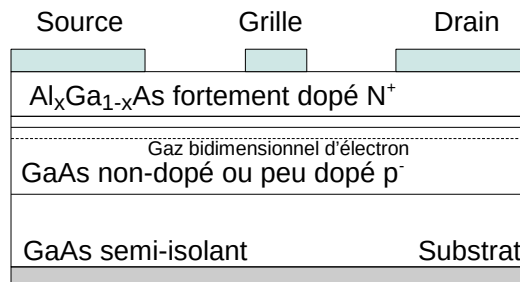 Source Grille Drain
AlₓGa₁₋ₓAs fortement dopé N⁺
Gaz bidimensionnel d'électron
GaAs non-dopé ou peu dopé p⁻
GaAs semi-isolant Substrat